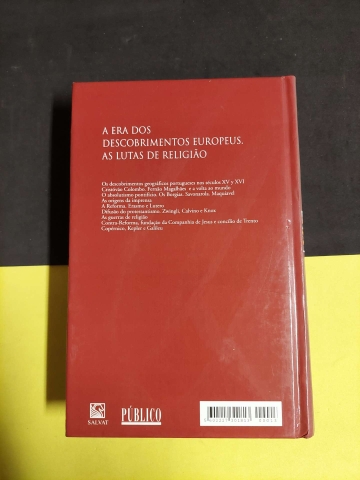 A ERA DOS
DESCOBRIMENTOS EUROPEUS.
AS LUTAS DE RELIGIÃO
Os descobrimentos geográficos portugueses nos séculos XV y XVI
Cristóvão Colombo. Fernão Magalhães e a volta ao mundo
O absolutismo pontifício. Os Borgias. Savonarola. Maquiavel
As origens da imprensa
A Reforma. Erasmo e Lutero
Difusão do protestantismo. Zwingli, Calvino e Knox
As guerras de religião
Contra-Reforma, fundação da Companhia de Jesus e concílio de Trento
Copérnico, Kepler e Galileo
SALVAT
PÚBLICO